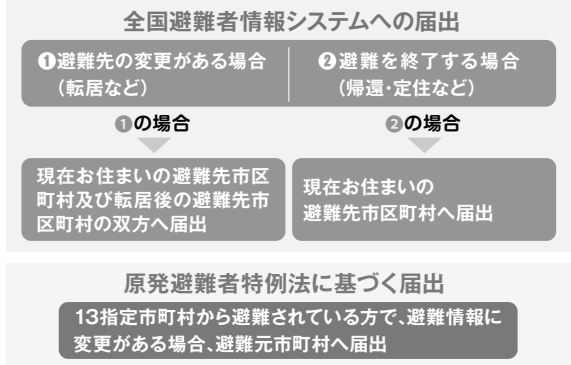 全国避難者情報システムへの届出
❶避難先の変更がある場合
（転居など）
❷避難を終了する場合
（帰還・定住など）
❶の場合
❷の場合
現在お住まいの避難先市区
町村及び転居後の避難先市
区町村の双方へ届出
現在お住まいの
避難先市区町村へ届出
原発避難者特例法に基づく届出
13指定市町村から避難されている方で、避難情報に
変更がある場合、避難元市町村へ届出